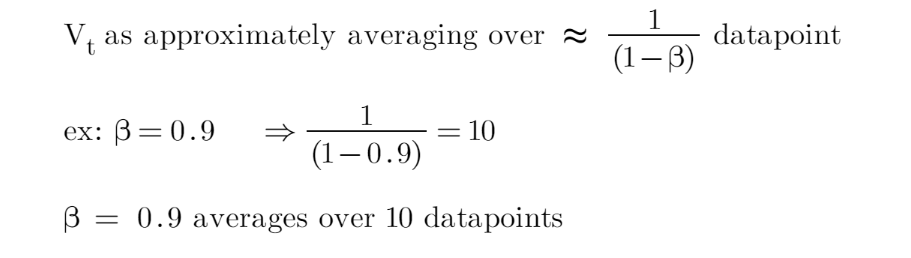 V_t as approximately averaging over ≈ 1/(1−β) datapoint
ex: β = 0.9 ⇒ 1/(1−0.9) = 10
β = 0.9 averages over 10 datapoints